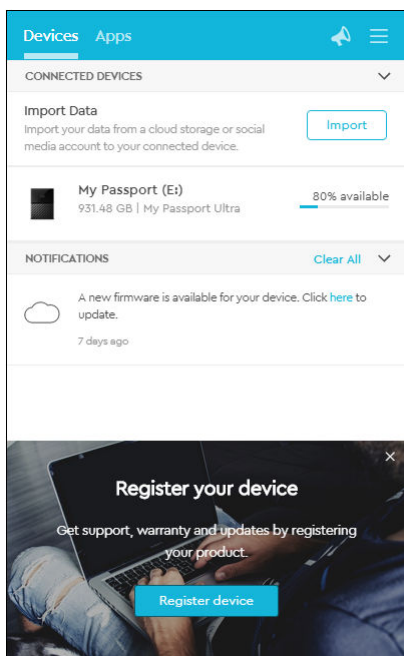 Devices Apps
CONNECTED DEVICES
Import Data
Import your data from a cloud storage or social
media account to your connected device.
Import
My Passport (E:)
931.48 GB | My Passport Ultra
80% available
NOTIFICATIONS
Clear All
A new firmware is available for your device. Click here to
update.
7 days ago
Register your device
Get support, warranty and updates by registering
your product.
Register device